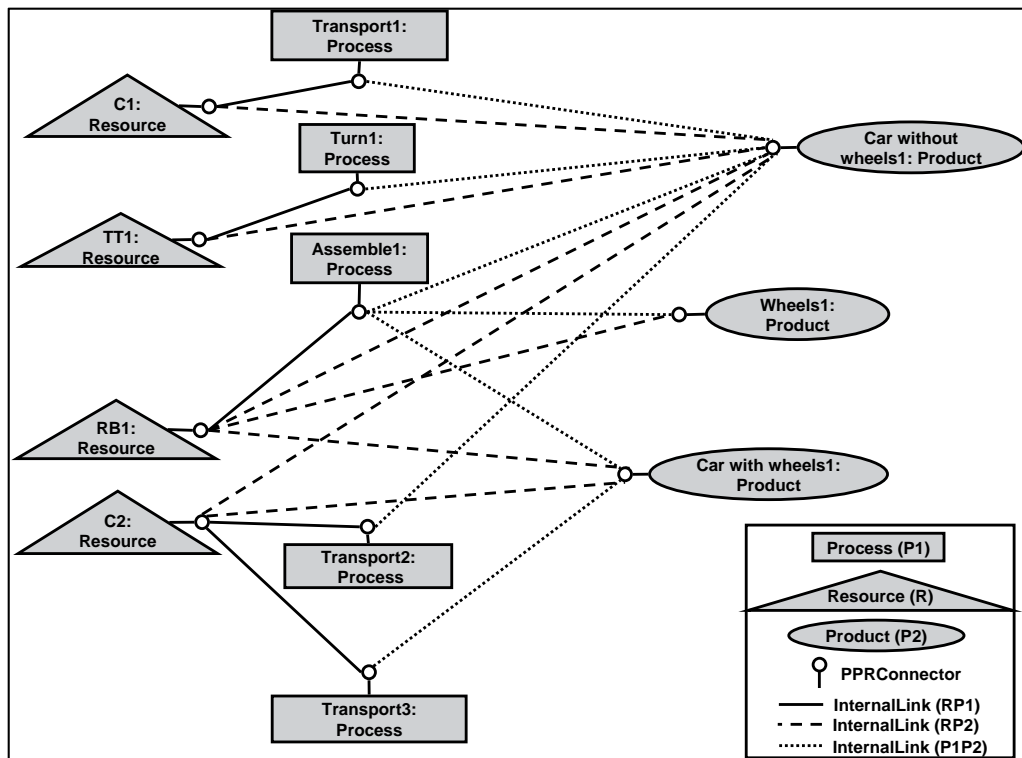 Transport1:
Process
C1:
Resource
Turn1:
Process
Car without
wheels1: Product
TT1:
Resource
Assemble1:
Process
Wheels1:
Product
RB1:
Resource
Car with wheels1:
Product
C2:
Resource
Transport2:
Process
Transport3:
Process
Process (P1)
Resource (R)
Product (P2)
PPRConnector
InternalLink (RP1)
InternalLink (RP2)
InternalLink (P1P2)